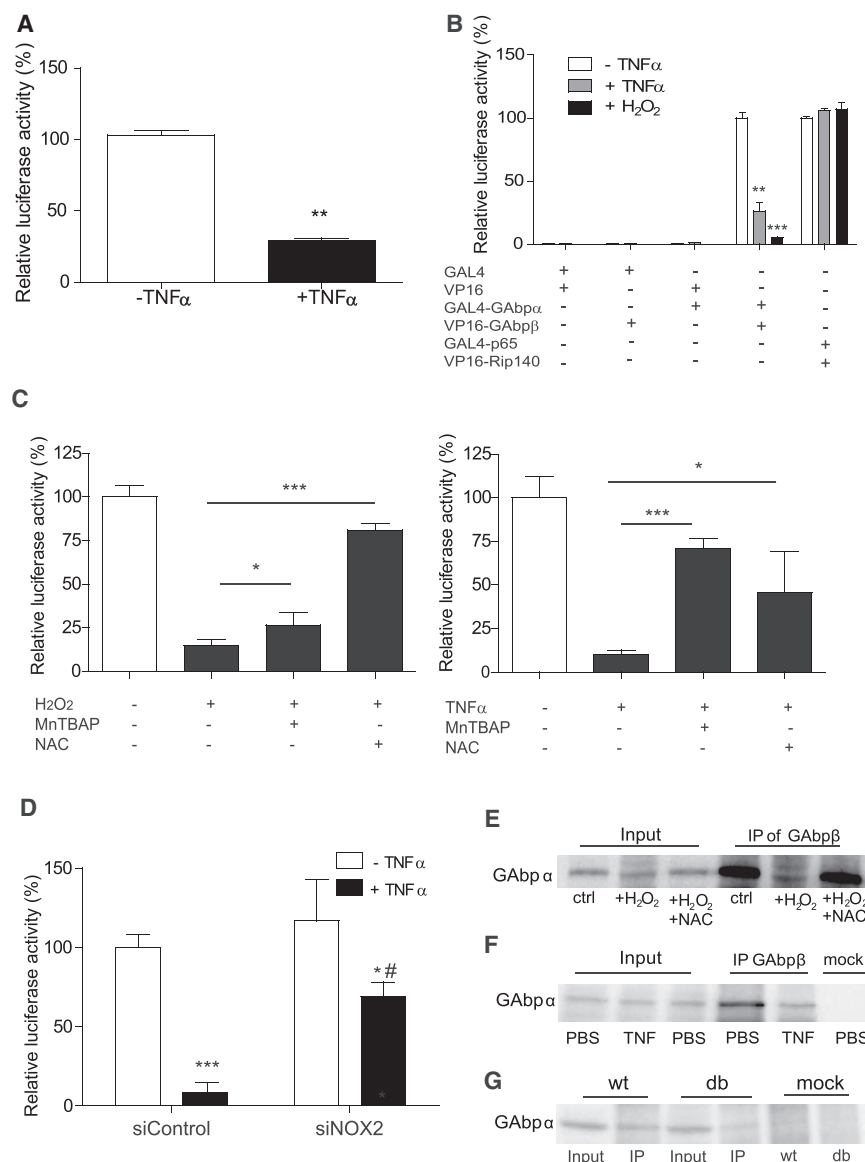 A
Relative luciferase activity (%)
150
100
50
0
**
-TNFα
+TNFα
B
Relative luciferase activity (%)
150
100
50
0
- TNFα
+ TNFα
+ H2O2
**
***
GAL4 + + - - -
VP16 + - + - -
GAL4-GAbpα - - + + -
VP16-GAbpβ - + - + -
GAL4-p65 - - - - +
VP16-Rip140 - - - - +
C
Relative luciferase activity (%)
125
100
75
50
25
0
***
*
H2O2 - + + +
MnTBAP - - + -
NAC - - - +
Relative luciferase activity (%)
125
100
75
50
25
0
*
***
TNFα - + + +
MnTBAP - - + -
NAC - - - +
D
Relative luciferase activity (%)
150
100
50
0
- TNFα
+ TNFα
***
*#
*
siControl
siNOX2
E
Input
IP of GAbpβ
GAbpα
ctrl +H2O2 +H2O2 ctrl +H2O2 +H2O2
+NAC +NAC
F
Input
IP GAbpβ
mock
GAbpα
PBS TNF PBS PBS TNF PBS
G
wt db mock
GAbpα
Input IP Input IP wt db